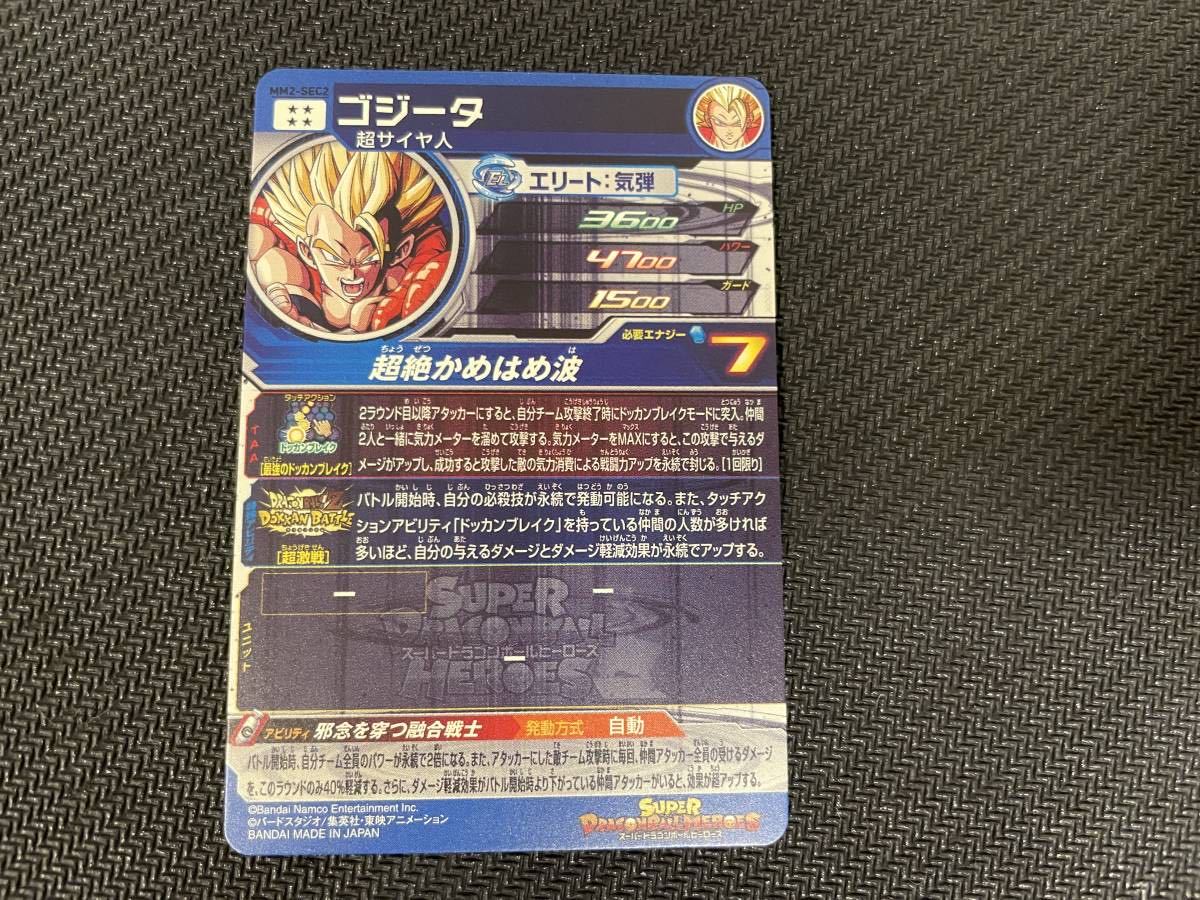 MM2-SEC2
ゴジータ
超サイヤ人
エリート:気弾
HP
3600
パワー
4700
ガード
1500
必要エナジー 7
ちょう ぜつ は
超絶かめはめ波
タッチアクション
ドッカンブレイク
TAA
[最強のドッカンブレイク]
2ラウンド目以降アタッカーにすると、自分チーム攻撃終了時にドッカンブレイクモードに突入。仲間
2人と一緒に気力メーターを溜めて攻撃する。気力メーターをMAXにすると、この攻撃で与えるダ
メージがアップし、成功すると攻撃した敵の気力消費による戦闘力アップを永続で封じる。[1回限り]
DRAGON BALL Z
DOKKAN BATTLE
ちょうげきせん
[超激戦]
バトル開始時、自分の必殺技が永続で発動可能になる。また、タッチアク
ションアビリティ「ドッカンブレイク」を持っている仲間の人数が多ければ
多いほど、自分の与えるダメージとダメージ軽減効果が永続でアップする。
ユニット
ー
ー
ー
SUPER
DRAGONBALL
スーパードラゴンボールヒーローズ
HEROES
アビリティ 邪念を穿つ融合戦士 発動方式 自動
バトル開始時、自分チーム全員のパワーが永続で2倍になる。また、アタッカーにした敵チーム攻撃時に毎回、仲間アタッカー全員の受けるダメージ
を、このラウンドのみ40%軽減する。さらに、ダメージ軽減効果がバトル開始時より下がっている仲間アタッカーがいると、効果が超アップする。
©Bandai Namco Entertainment Inc.
©バードスタジオ/集英社・東映アニメーション
BANDAI MADE IN JAPAN
SUPER
DRAGONBALL HEROES
スーパードラゴンボールヒーローズ